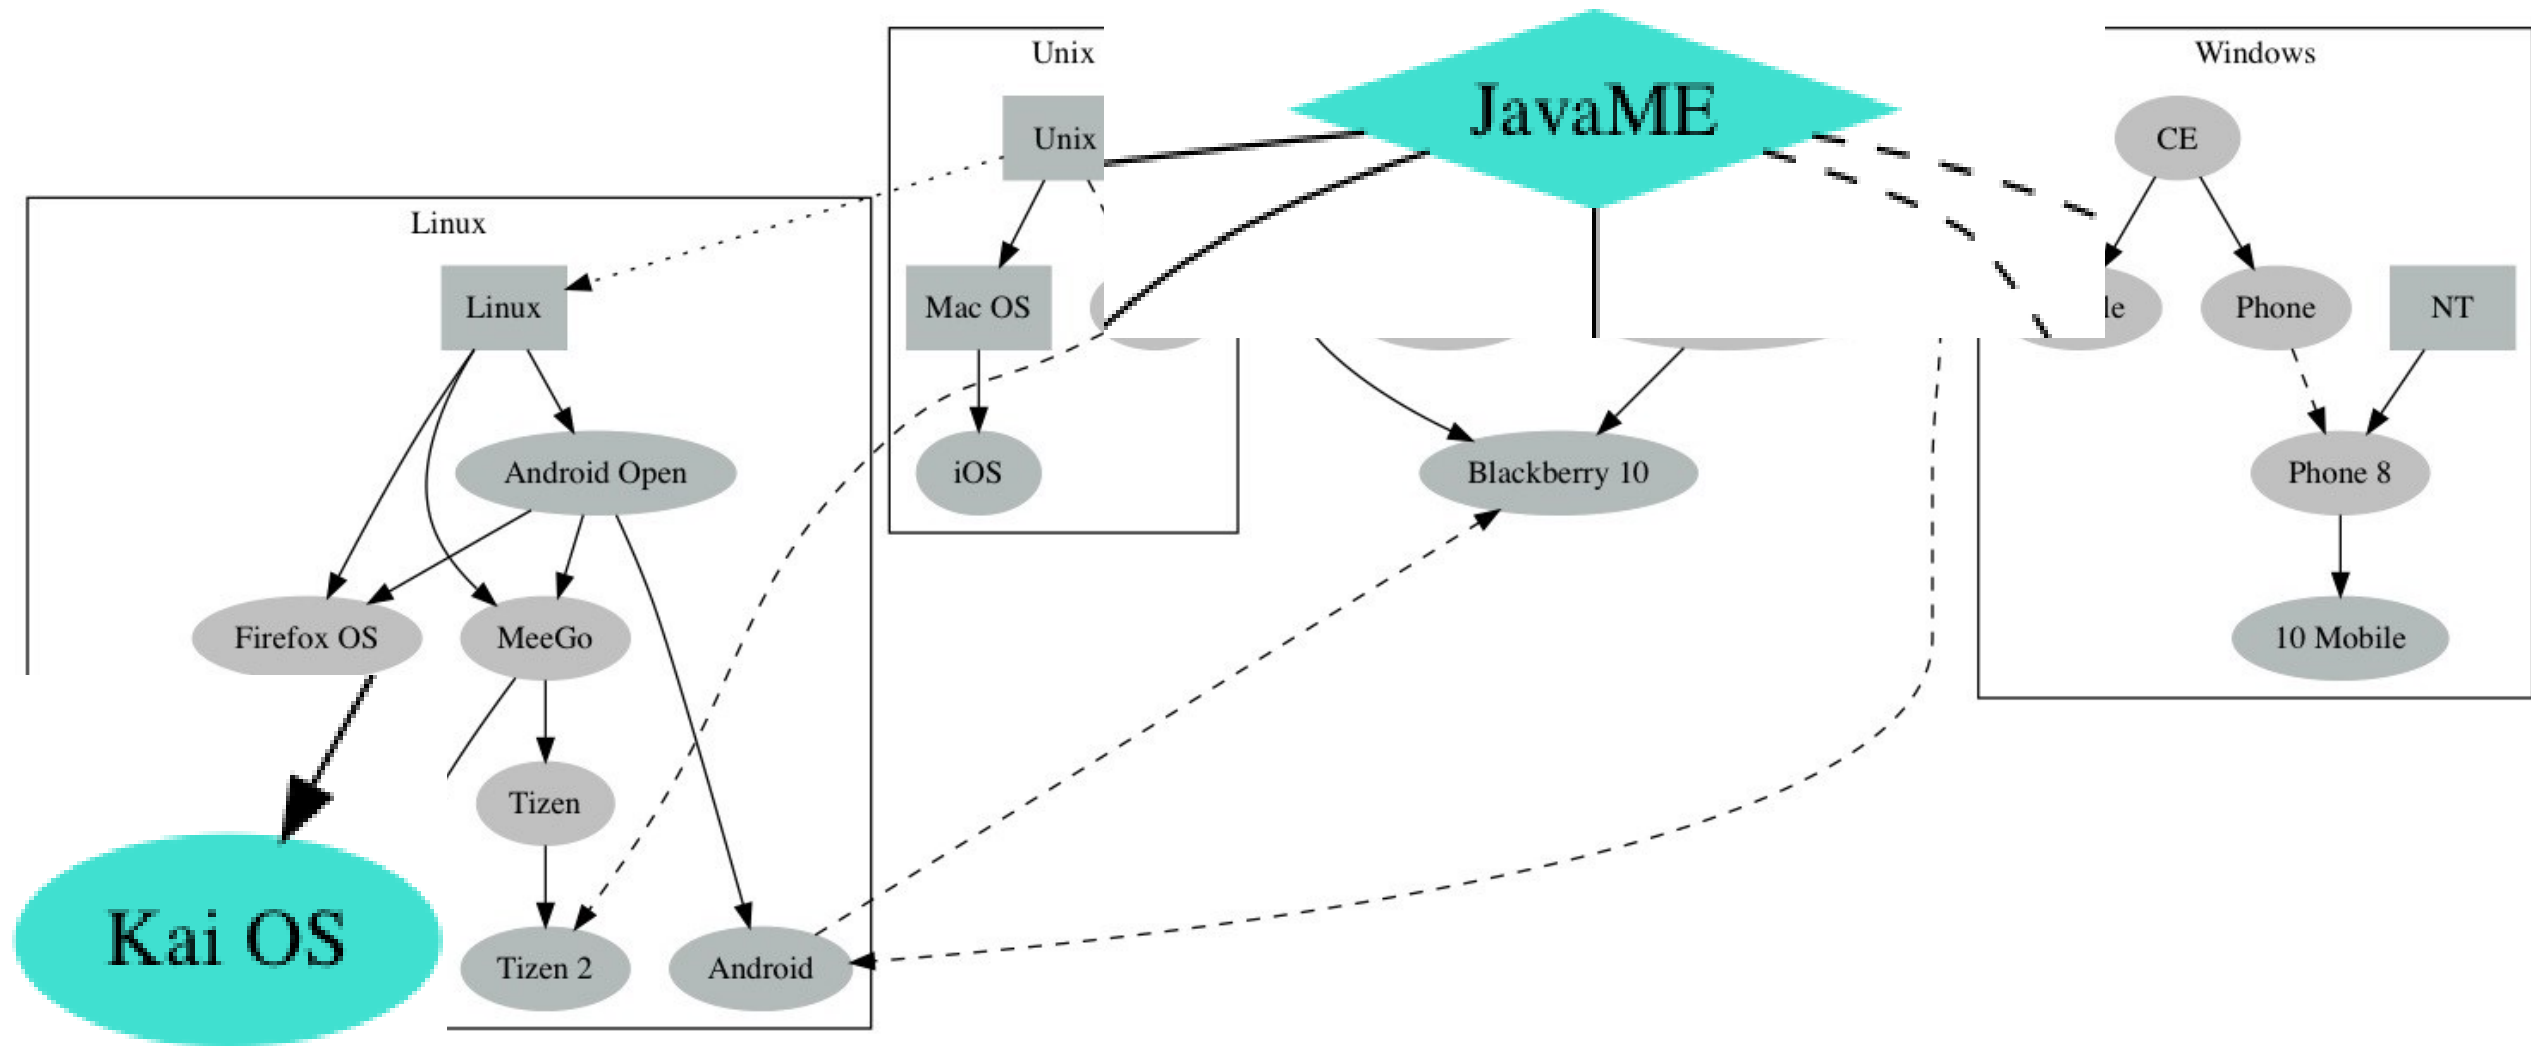 Unix
JavaME
Windows
Unix
CE
Linux
Linux
Mac OS
le
Phone
NT
Android Open
iOS
Blackberry 10
Phone 8
Firefox OS
MeeGo
10 Mobile
Tizen
Kai OS
Tizen 2
Android